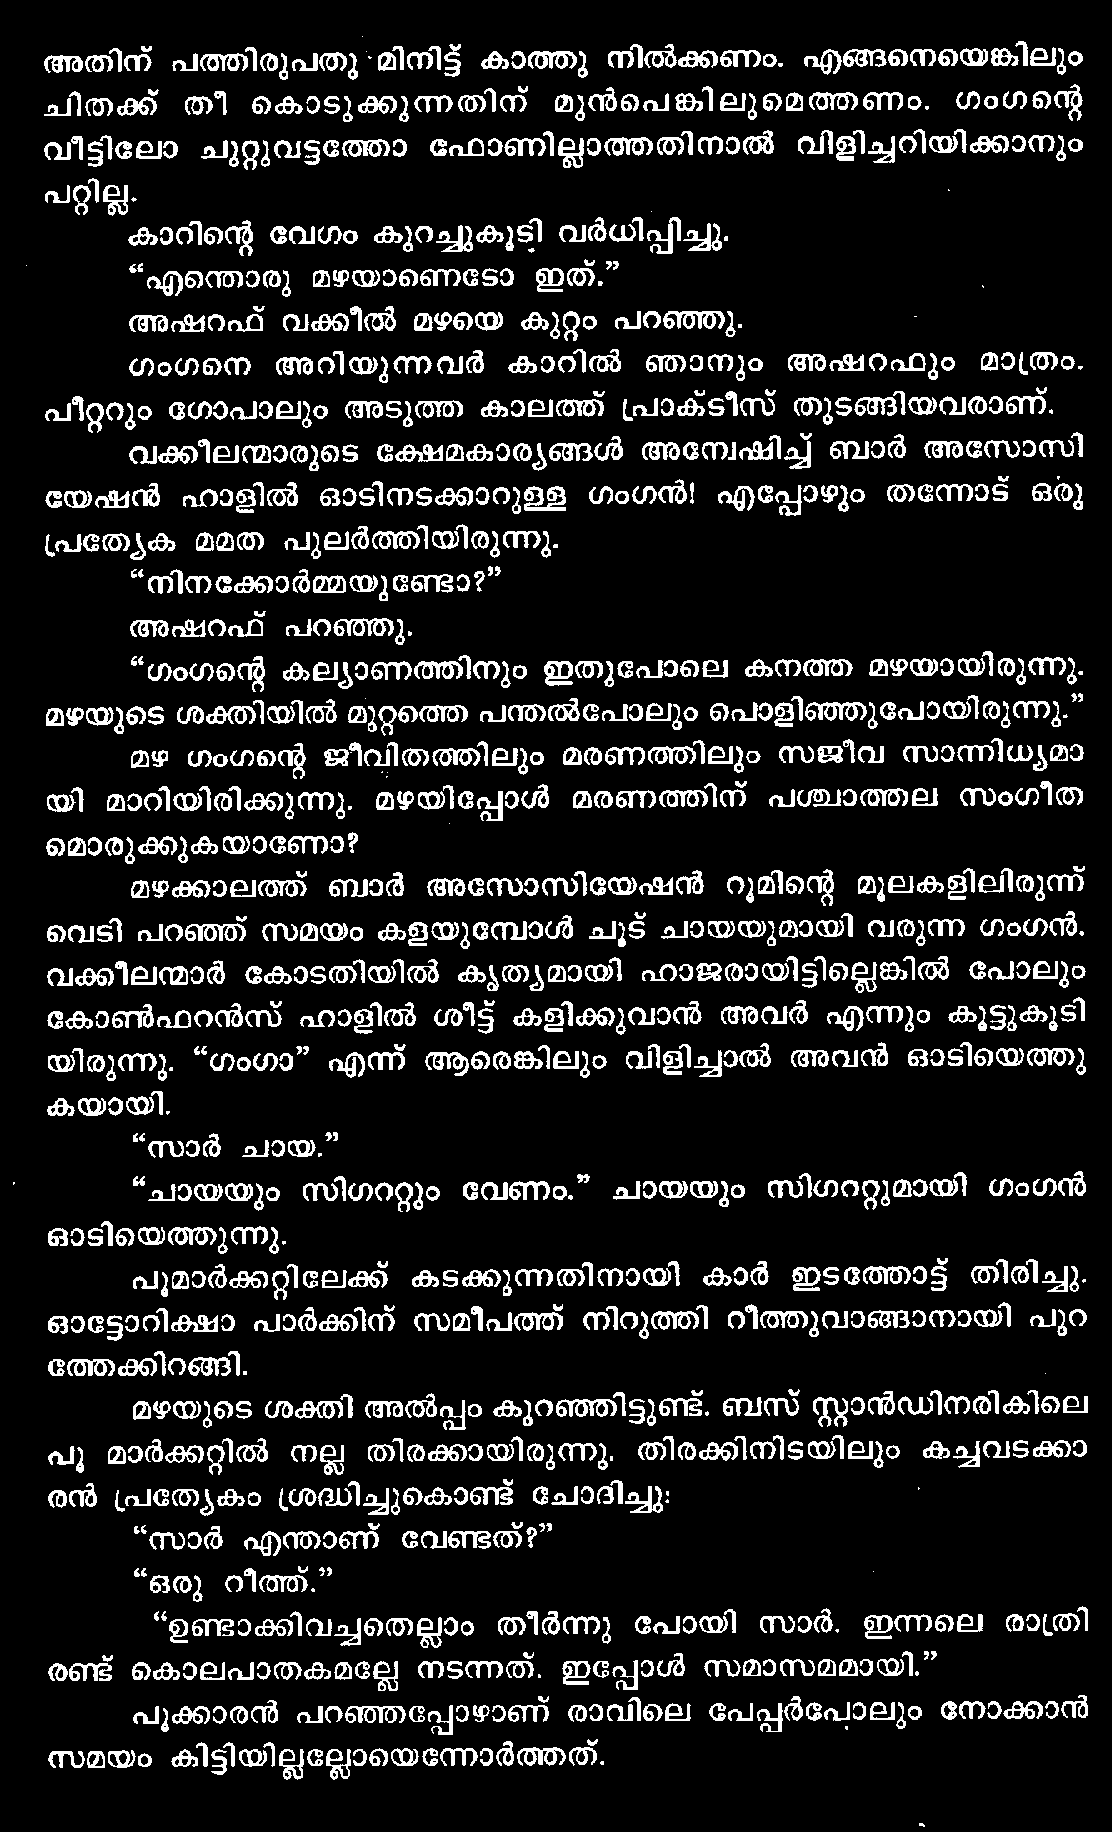 അതിന് പത്തിരുപതു മിനിട്ട് കാത്തു നിൽക്കണം. എങ്ങനെയെങ്കിലും
ചിതക്ക് തീ കൊടുക്കുന്നതിന് മുൻപെങ്കിലുമെത്തണം. ഗംഗന്റെ
വീട്ടിലോ ചുറ്റുവട്ടത്തോ ഫോണില്ലാത്തതിനാൽ വിളിച്ചറിയിക്കാനും
പറ്റില്ല.
കാറിന്റെ വേഗം കുറച്ചുകൂടി വർധിപ്പിച്ചു.
“എന്തൊരു മഴയാണെടോ ഇത്.”
അഷറഫ് വക്കീൽ മഴയെ കുറ്റം പറഞ്ഞു.
ഗംഗനെ അറിയുന്നവർ കാറിൽ ഞാനും അഷറഫും മാത്രം.
പീറ്ററും ഗോപാലും അടുത്ത കാലത്ത് പ്രാക്ടീസ് തുടങ്ങിയവരാണ്.
വക്കീലന്മാരുടെ ക്ഷേമകാര്യങ്ങൾ അന്വേഷിച്ച് ബാർ അസോസി
യേഷൻ ഹാളിൽ ഓടിനടക്കാറുള്ള ഗംഗൻ! എപ്പോഴും തന്നോട് ഒരു
പ്രത്യേക മമത പുലർത്തിയിരുന്നു.
“നിനക്കോർമ്മയുണ്ടോ?”
അഷറഫ് പറഞ്ഞു.
“ഗംഗന്റെ കല്യാണത്തിനും ഇതുപോലെ കനത്ത മഴയായിരുന്നു.
മഴയുടെ ശക്തിയിൽ മുറ്റത്തെ പന്തൽപോലും പൊളിഞ്ഞുപോയിരുന്നു.”
മഴ ഗംഗന്റെ ജീവിതത്തിലും മരണത്തിലും സജീവ സാന്നിധ്യമാ
യി മാറിയിരിക്കുന്നു. മഴയിപ്പോൾ മരണത്തിന് പശ്ചാത്തല സംഗീത
മൊരുക്കുകയാണോ?
മഴക്കാലത്ത് ബാർ അസോസിയേഷൻ റൂമിന്റെ മൂലകളിലിരുന്ന്
വെടി പറഞ്ഞ് സമയം കളയുമ്പോൾ ചൂട് ചായയുമായി വരുന്ന ഗംഗൻ.
വക്കീലന്മാർ കോടതിയിൽ കൃത്യമായി ഹാജരായിട്ടില്ലെങ്കിൽ പോലും
കോൺഫറൻസ് ഹാളിൽ ശീട്ട് കളിക്കുവാൻ അവർ എന്നും കൂട്ടുകൂടി
യിരുന്നു. “ഗംഗാ” എന്ന് ആരെങ്കിലും വിളിച്ചാൽ അവൻ ഓടിയെത്തു
കയായി.
“സാർ ചായ.”
“ചായയും സിഗററ്റും വേണം.” ചായയും സിഗററ്റുമായി ഗംഗൻ
ഓടിയെത്തുന്നു.
പൂമാർക്കറ്റിലേക്ക് കടക്കുന്നതിനായി കാർ ഇടത്തോട്ട് തിരിച്ചു.
ഓട്ടോറിക്ഷാ പാർക്കിന് സമീപത്ത് നിറുത്തി റീത്തുവാങ്ങാനായി പുറ
ത്തേക്കിറങ്ങി.
മഴയുടെ ശക്തി അൽപ്പം കുറഞ്ഞിട്ടുണ്ട്. ബസ് സ്റ്റാൻഡിനരികിലെ
പൂ മാർക്കറ്റിൽ നല്ല തിരക്കായിരുന്നു. തിരക്കിനിടയിലും കച്ചവടക്കാ
രൻ പ്രത്യേകം ശ്രദ്ധിച്ചുകൊണ്ട് ചോദിച്ചു:
“സാർ എന്താണ് വേണ്ടത്?”
“ഒരു റീത്ത്.”
“ഉണ്ടാക്കിവച്ചതെല്ലാം തീർന്നു പോയി സാർ. ഇന്നലെ രാത്രി
രണ്ട് കൊലപാതകമല്ലേ നടന്നത്. ഇപ്പോൾ സമാസമമായി.”
പൂക്കാരൻ പറഞ്ഞപ്പോഴാണ് രാവിലെ പേപ്പർപോലും നോക്കാൻ
സമയം കിട്ടിയില്ലല്ലോയെന്നോർത്തത്.